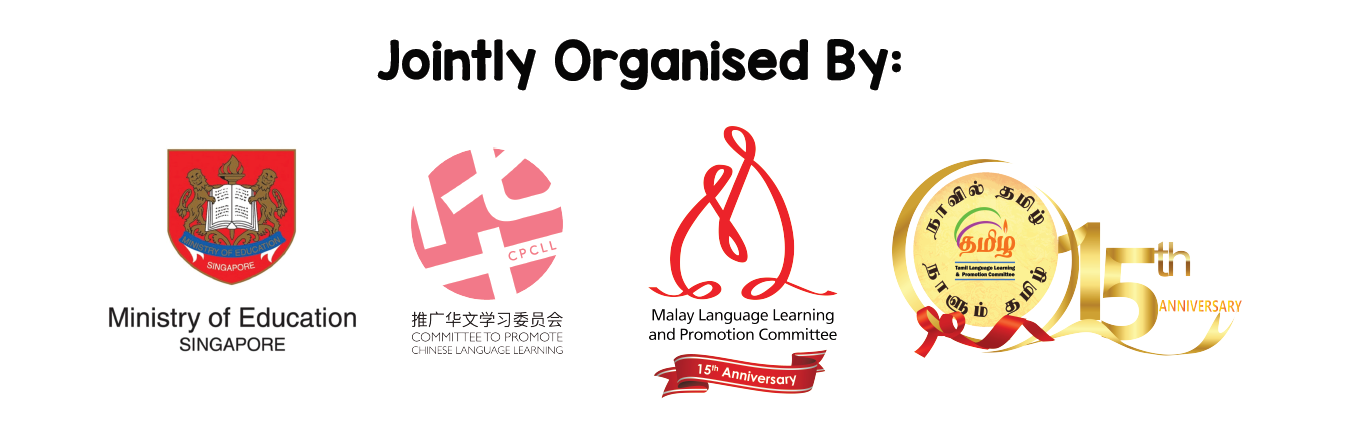 Jointly Organised By:
MINISTRY OF EDUCATION
SINGAPORE
Ministry of Education
SINGAPORE
CPCLL
推广华文学习委员会
COMMITTEE TO PROMOTE
CHINESE LANGUAGE LEARNING
Malay Language Learning
and Promotion Committee
15th Anniversary
நாவில் தமிழ்
தமிழ்
Tamil Language Learning
& Promotion Committee
நாளும் தமிழ்
15th
ANNIVERSARY